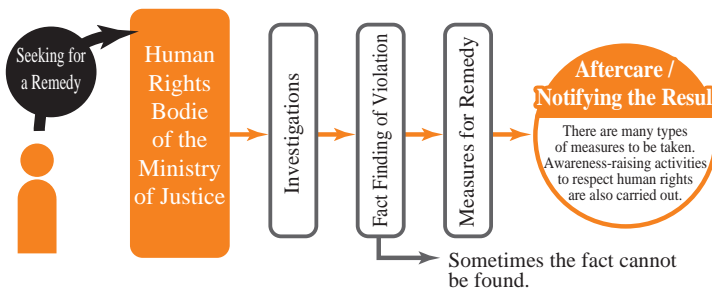 Seeking for
a Remedy
Human
Rights
Bodie
of the
Ministry
of Justice
Investigations
Fact Finding of Violation
Measures for Remedy
Aftercare /
Notifying the Resul
There are many types
of measures to be taken.
Awareness-raising activities
to respect human rights
are also carried out.
Sometimes the fact cannot
be found.